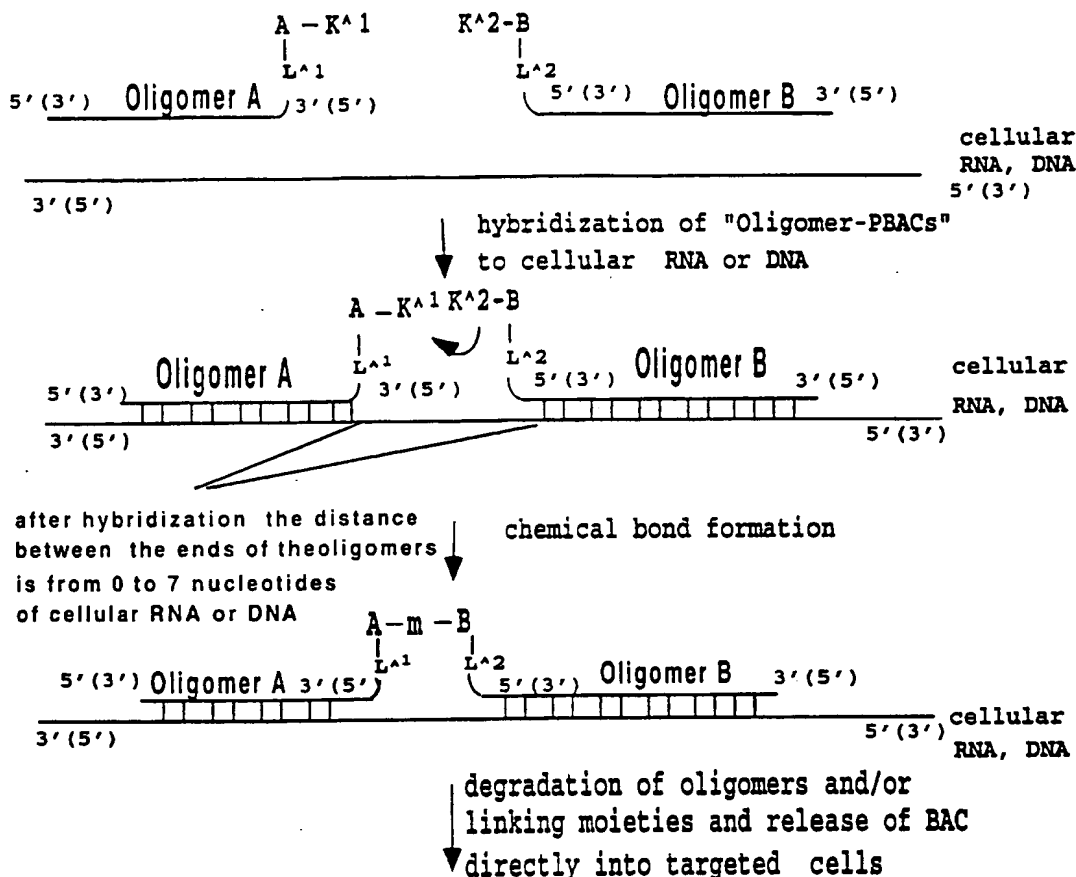 A – K^1 K^2-B
L^1 L^2
5'(3') Oligomer A 3'(5') 5'(3') Oligomer B 3'(5')
cellular
RNA, DNA
3'(5') 5'(3')
hybridization of "Oligomer-PBACs"
to cellular RNA or DNA
A – K^1 K^2-B
L^1 L^2
5'(3') Oligomer A 3'(5') 5'(3') Oligomer B 3'(5')
cellular
RNA, DNA
3'(5') 5'(3')
after hybridization the distance
between the ends of theoligomers
is from 0 to 7 nucleotides
of cellular RNA or DNA
chemical bond formation
A – m – B
L^1 L^2
5'(3') Oligomer A 3'(5') 5'(3') Oligomer B 3'(5')
3'(5') 5'(3') cellular
RNA, DNA
degradation of oligomers and/or
linking moieties and release of BAC
directly into targeted cells